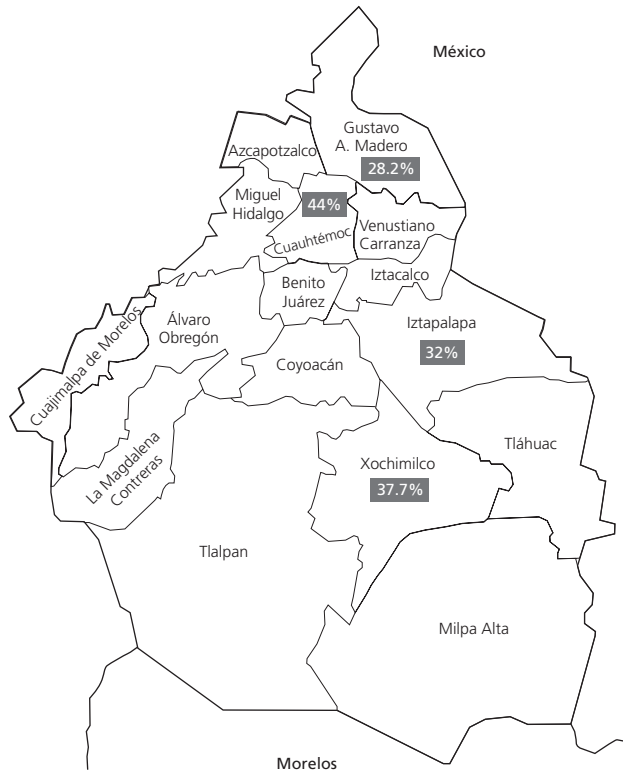 México
Gustavo
A. Madero
28.2%
Azcapotzalco
Miguel
Hidalgo
44%
Cuauhtémoc
Venustiano
Carranza
Iztacalco
Benito
Juárez
Iztapalapa
32%
Álvaro
Obregón
Cuajimalpa de Morelos
Coyoacán
Tláhuac
La Magdalena
Contreras
Xochimilco
37.7%
Tlalpan
Milpa Alta
Morelos